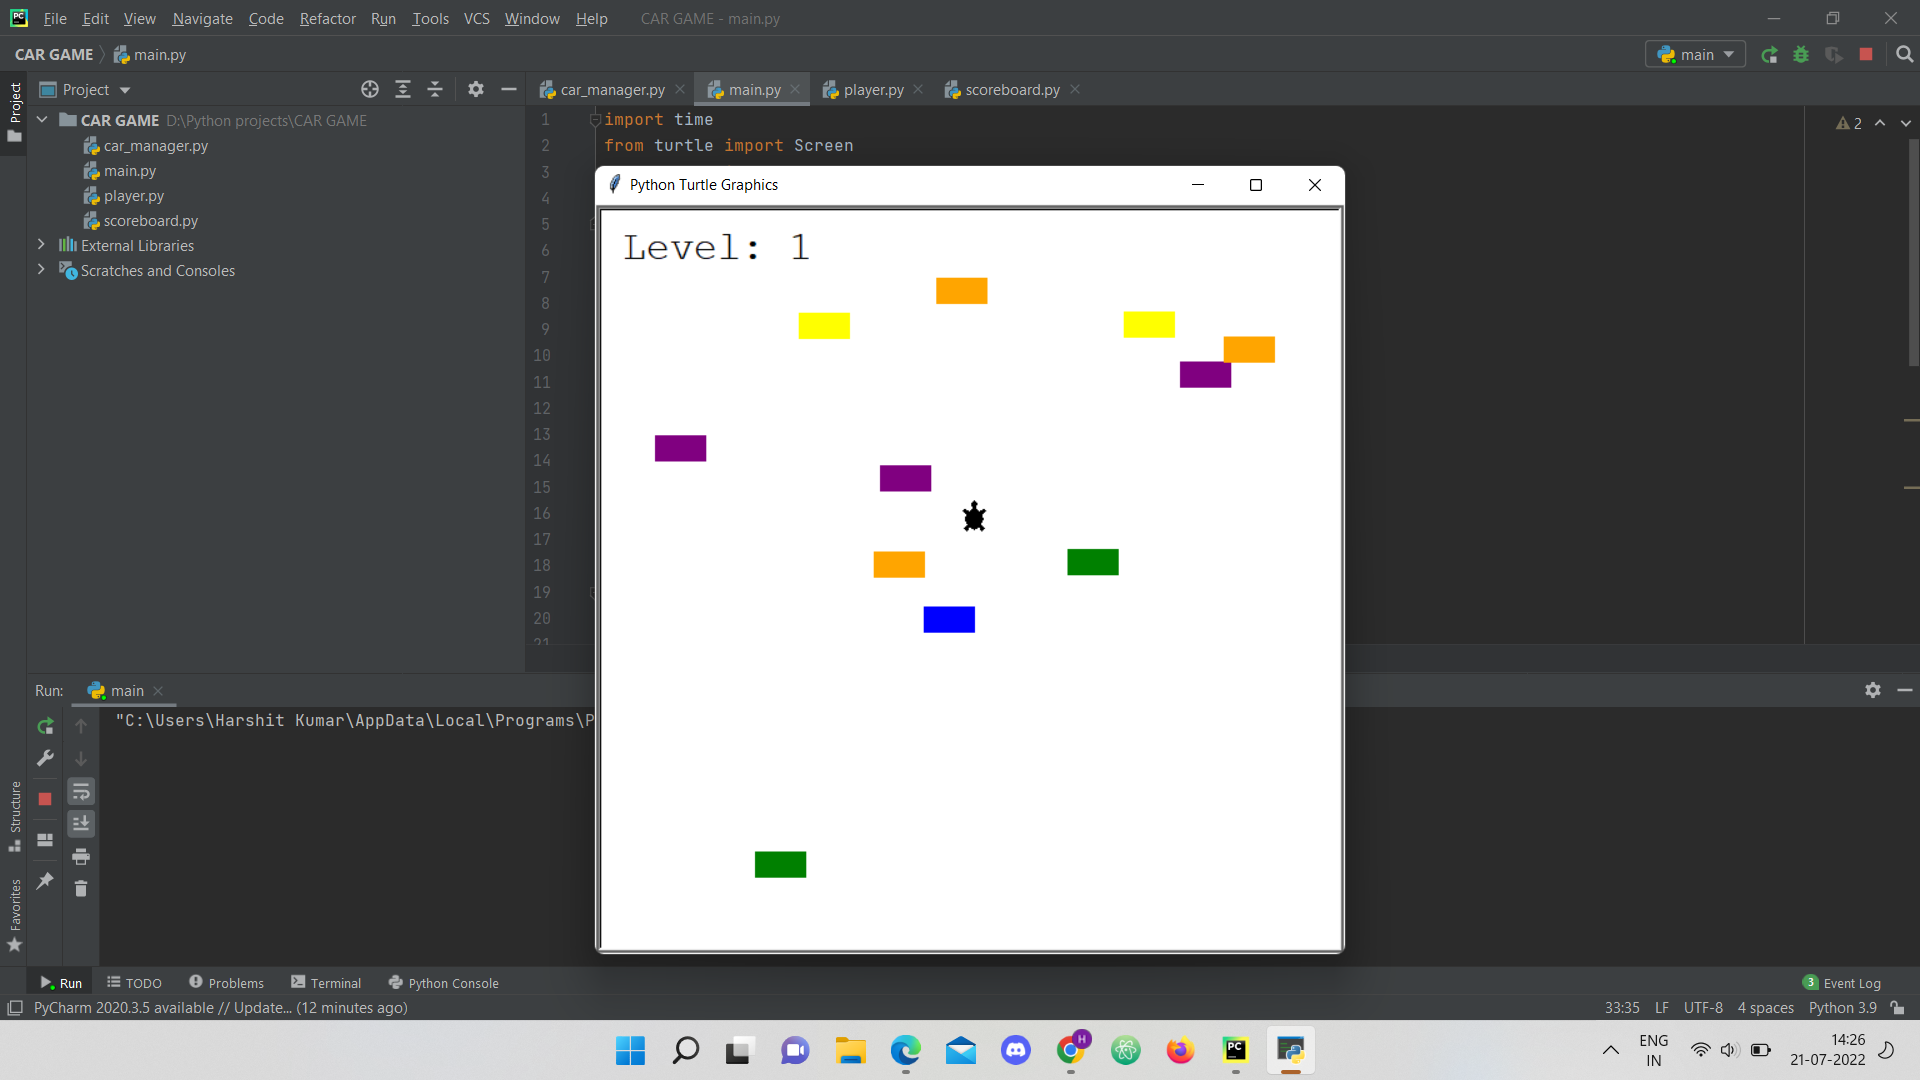 File Edit View Navigate Code Refactor Run Tools VCS Window Help CAR GAME - main.py
CAR GAME main.py
main
Project
Project
car_manager.py main.py player.py scoreboard.py
CAR GAME D:\Python projects\CAR GAME
car_manager.py
main.py
player.py
scoreboard.py
External Libraries
Scratches and Consoles
1 import time
2 from turtle import Screen
3
4
5
6
7
8
9
10
11
12
13
14
15
16
17
18
19
20
21
2
Python Turtle Graphics
Level: 1
Run: main
"C:\Users\Harshit Kumar\AppData\Local\Programs\P
Structure
Favorites
Run TODO Problems Terminal Python Console
3 Event Log
PyCharm 2020.3.5 available // Update... (12 minutes ago)
33:35 LF UTF-8 4 spaces Python 3.9
H
PC
ENG
IN
14:26
21-07-2022